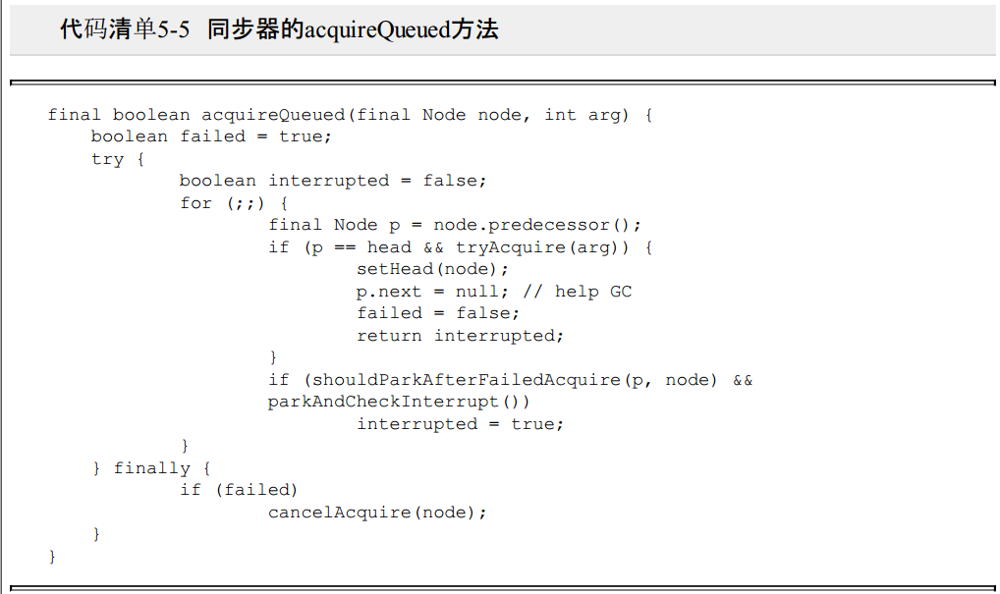 代码清单5-5 同步器的acquireQueued方法
final boolean acquireQueued(final Node node, int arg) {
    boolean failed = true;
    try {
            boolean interrupted = false;
            for (;;) {
                    final Node p = node.predecessor();
                    if (p == head && tryAcquire(arg)) {
                            setHead(node);
                            p.next = null; // help GC
                            failed = false;
                            return interrupted;
                    }
                    if (shouldParkAfterFailedAcquire(p, node) &&
                    parkAndCheckInterrupt())
                            interrupted = true;
            }
    } finally {
            if (failed)
                    cancelAcquire(node);
    }
}